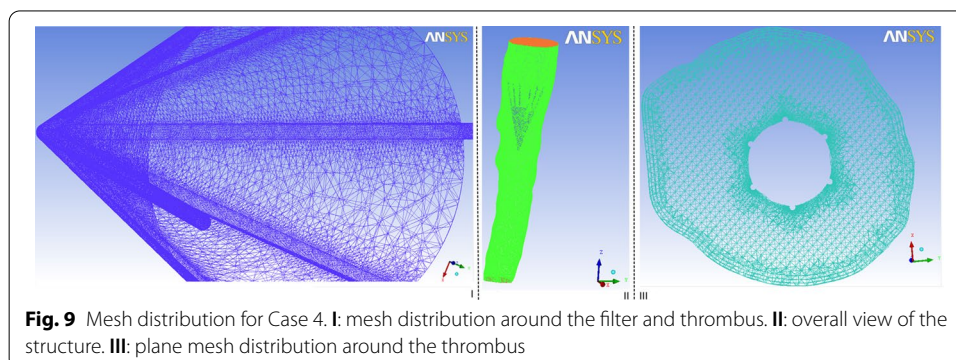 ANSYS
ANSYS
ANSYS
I
II
III
Fig. 9 Mesh distribution for Case 4. I: mesh distribution around the filter and thrombus. II: overall view of the
structure. III: plane mesh distribution around the thrombus